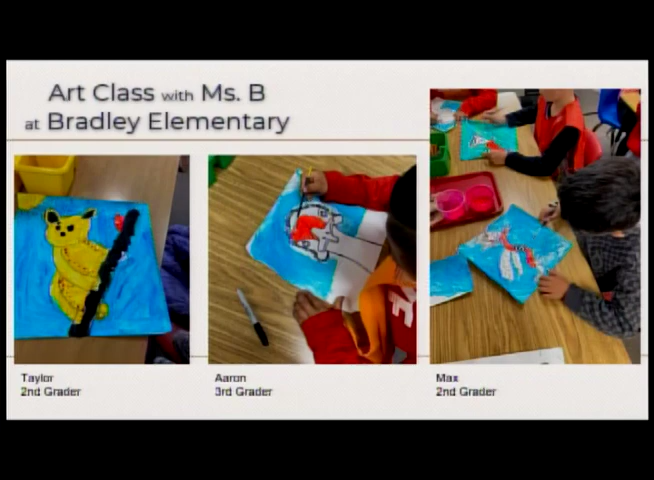 Art Class with Ms. B
at Bradley Elementary
Taylor
2nd Grader
Aaron
3rd Grader
Max
2nd Grader